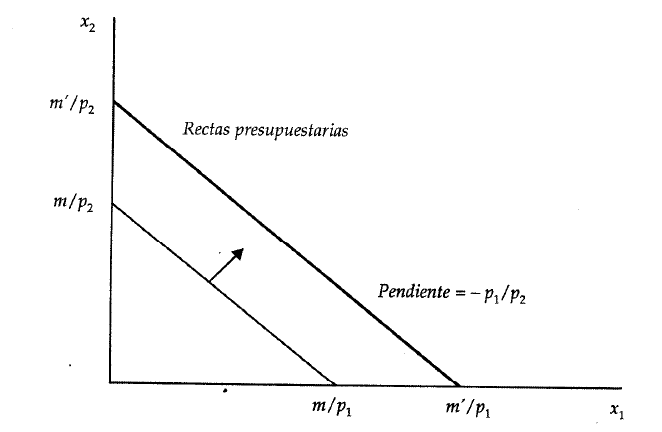 x₂
m′/p₂
Rectas presupuestarias
m/p₂
Pendiente = – p₁/p₂
m/p₁
m′/p₁
x₁